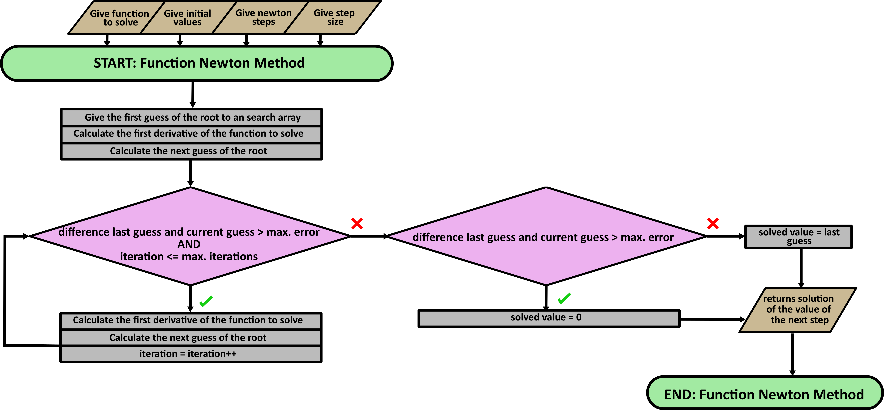 Give function
to solve
Give initial
values
Give newton
steps
Give step
size
START: Function Newton Method
Give the first guess of the root to an search array
Calculate the first derivative of the function to solve
Calculate the next guess of the root
difference last guess and current guess > max. error
AND
iteration <= max. iterations
difference last guess and current guess > max. error
solved value = last
guess
Calculate the first derivative of the function to solve
Calculate the next guess of the root
iteration = iteration++
solved value = 0
returns solution
of the value of
the next step
END: Function Newton Method